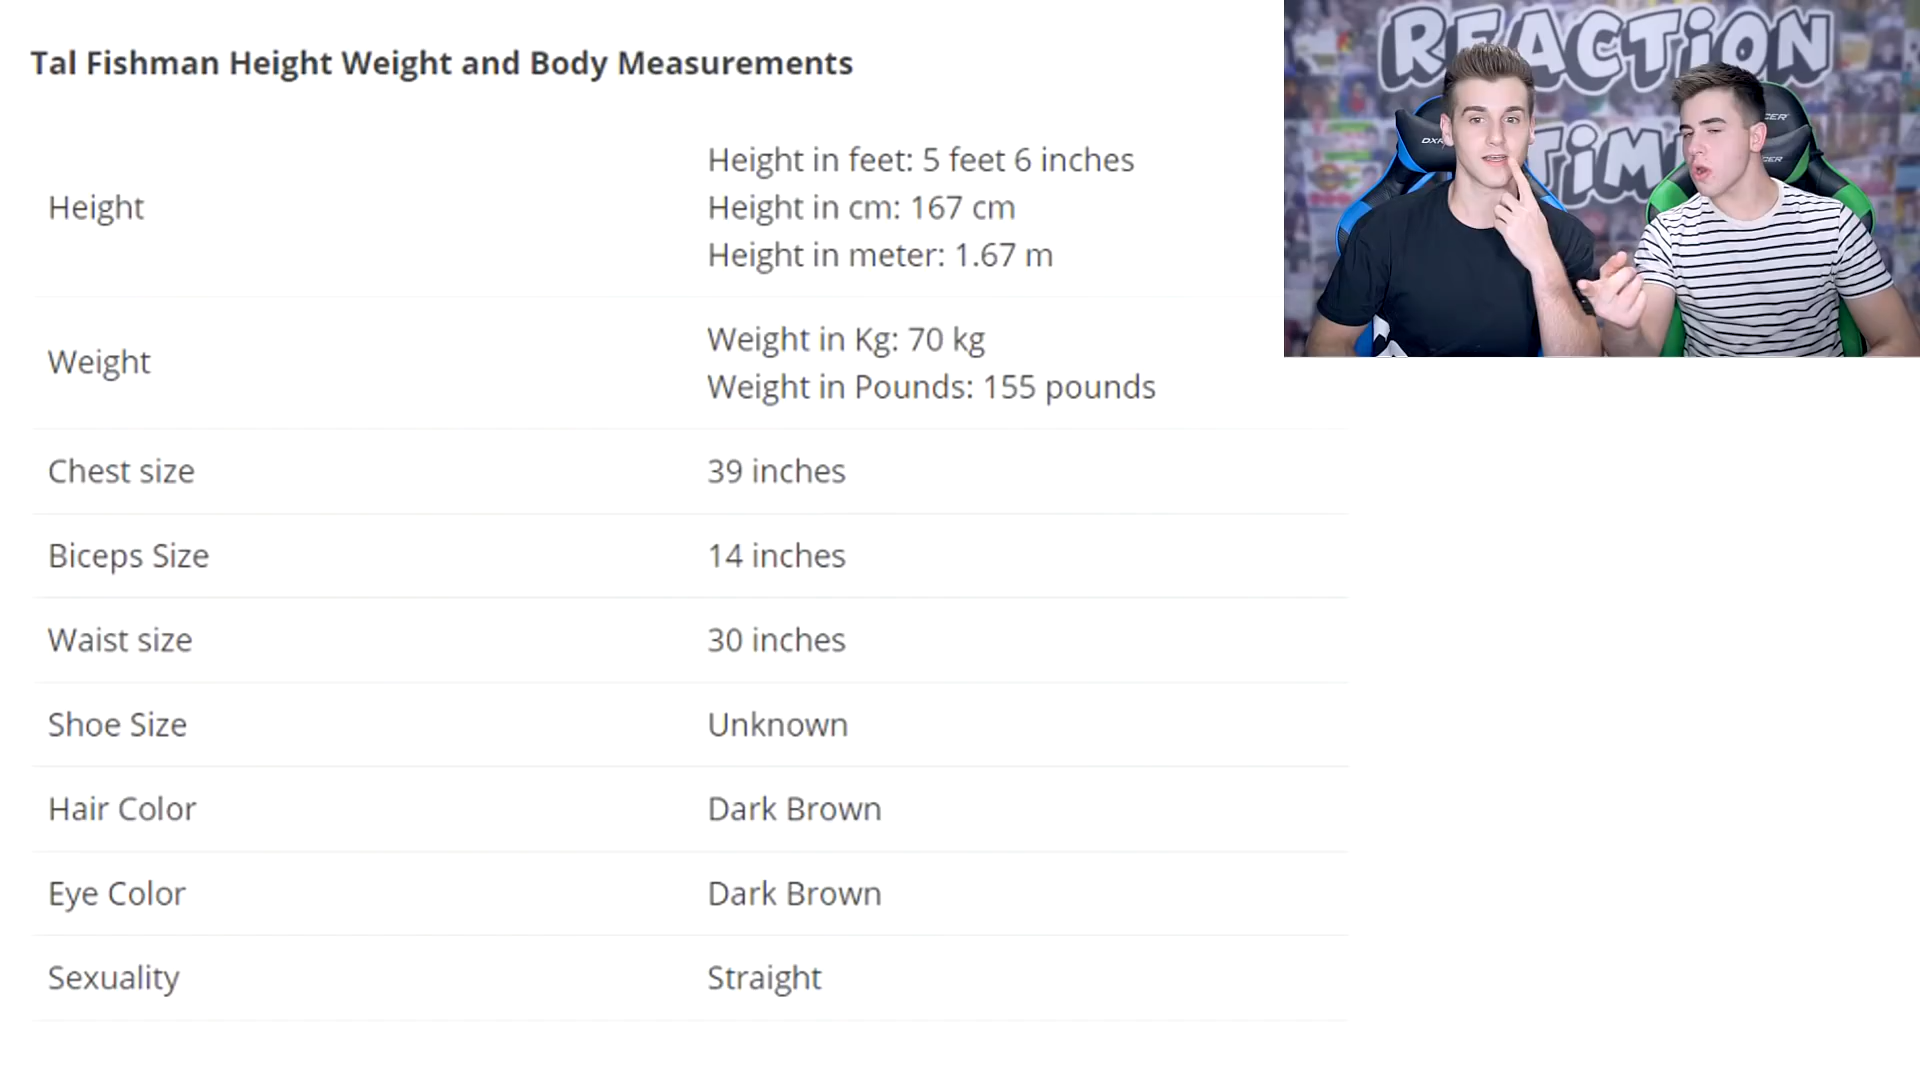 Tal Fishman Height Weight and Body Measurements
Height
Height in feet: 5 feet 6 inches
Height in cm: 167 cm
Height in meter: 1.67 m
Weight
Weight in Kg: 70 kg
Weight in Pounds: 155 pounds
Chest size
39 inches
Biceps Size
14 inches
Waist size
30 inches
Shoe Size
Unknown
Hair Color
Dark Brown
Eye Color
Dark Brown
Sexuality
Straight
REACTiON
TiM